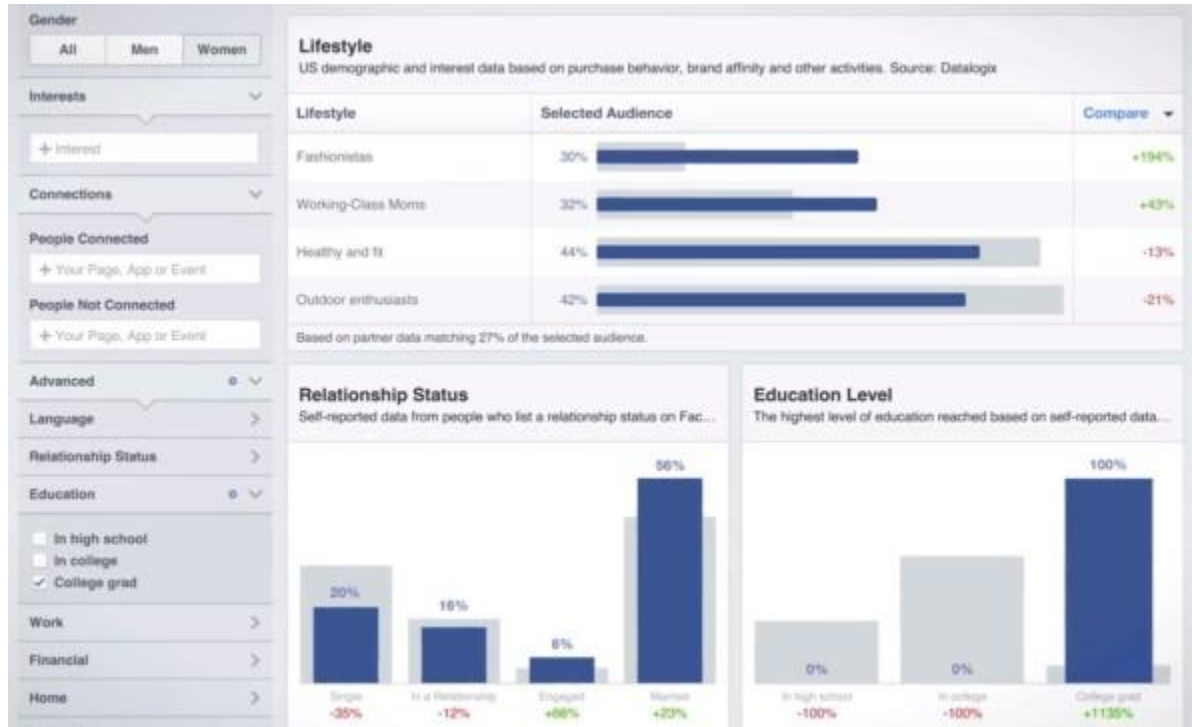 Gender
All Men Women
Interests
+ Interest
Connections
People Connected
+ Your Page, App or Event
People Not Connected
+ Your Page, App or Event
Advanced 0
Language
Relationship Status
Education 0
In high school
In college
College grad
Work
Financial
Home
Lifestyle
US demographic and interest data based on purchase behavior, brand affinity and other activities. Source: Datalogix
Lifestyle Selected Audience Compare
Fashionistas 30% +194%
Working-Class Moms 32% +43%
Healthy and fit 44% -13%
Outdoor enthusiasts 42% -21%
Based on partner data matching 27% of the selected audience.
Relationship Status
Self-reported data from people who list a relationship status on Fac...
20% 16% 6% 56%
Single In a Relationship Engaged Married
-35% -12% +66% +23%
Education Level
The highest level of education reached based on self-reported data...
0% 0% 100%
In high school In college College grad
-100% -100% +1135%